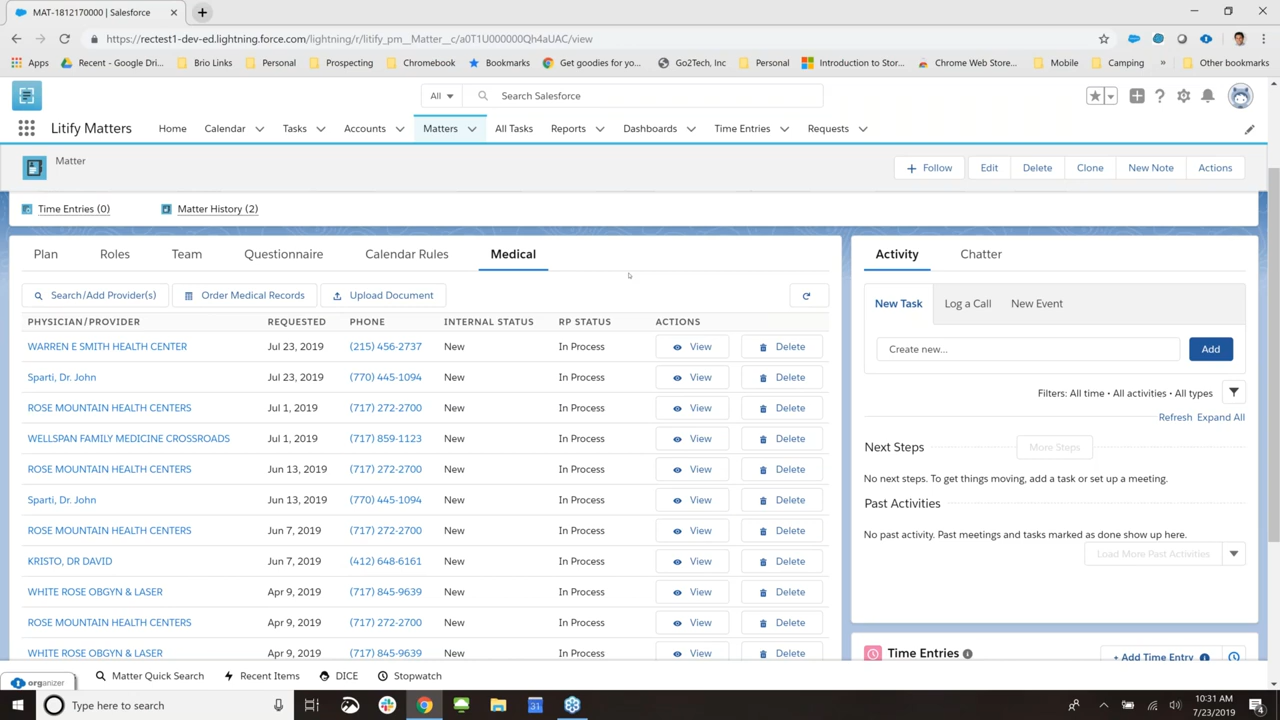 MAT-1812170000 | Salesforce
https://rectest1-dev-ed.lightning.force.com/lightning/r/litify_pm__Matter__c/a0T1U000000Qh4aUAC/view
Apps Recent - Google Dri... Brio Links Personal Prospecting Chromebook Bookmarks Get goodies for yo... Go2Tech, Inc Personal Introduction to Stor... Chrome Web Store... Mobile Camping » Other bookmarks
All Search Salesforce
Litify Matters Home Calendar Tasks Accounts Matters All Tasks Reports Dashboards Time Entries Requests
Matter
+ Follow Edit Delete Clone New Note Actions
Time Entries (0) Matter History (2)
Plan Roles Team Questionnaire Calendar Rules Medical
Search/Add Provider(s) Order Medical Records Upload Document
PHYSICIAN/PROVIDER REQUESTED PHONE INTERNAL STATUS RP STATUS ACTIONS
WARREN E SMITH HEALTH CENTER Jul 23, 2019 (215) 456-2737 New In Process View Delete
Sparti, Dr. John Jul 23, 2019 (770) 445-1094 New In Process View Delete
ROSE MOUNTAIN HEALTH CENTERS Jul 1, 2019 (717) 272-2700 New In Process View Delete
WELLSPAN FAMILY MEDICINE CROSSROADS Jul 1, 2019 (717) 859-1123 New In Process View Delete
ROSE MOUNTAIN HEALTH CENTERS Jun 13, 2019 (717) 272-2700 New In Process View Delete
Sparti, Dr. John Jun 13, 2019 (770) 445-1094 New In Process View Delete
ROSE MOUNTAIN HEALTH CENTERS Jun 7, 2019 (717) 272-2700 New In Process View Delete
KRISTO, DR DAVID Jun 7, 2019 (412) 648-6161 New In Process View Delete
WHITE ROSE OBGYN & LASER Apr 9, 2019 (717) 845-9639 New In Process View Delete
ROSE MOUNTAIN HEALTH CENTERS Apr 9, 2019 (717) 272-2700 New In Process View Delete
WHITE ROSE OBGYN & LASER Apr 9, 2019 (717) 845-9639 New In Process View Delete
Activity Chatter
New Task Log a Call New Event
Create new... Add
Filters: All time • All activities • All types
Refresh Expand All
Next Steps More Steps
No next steps. To get things moving, add a task or set up a meeting.
Past Activities
No past activity. Past meetings and tasks marked as done show up here.
Load More Past Activities
Time Entries + Add Time Entry
organizer Matter Quick Search Recent Items DICE Stopwatch
Type here to search
31
10:31 AM
7/23/2019
4